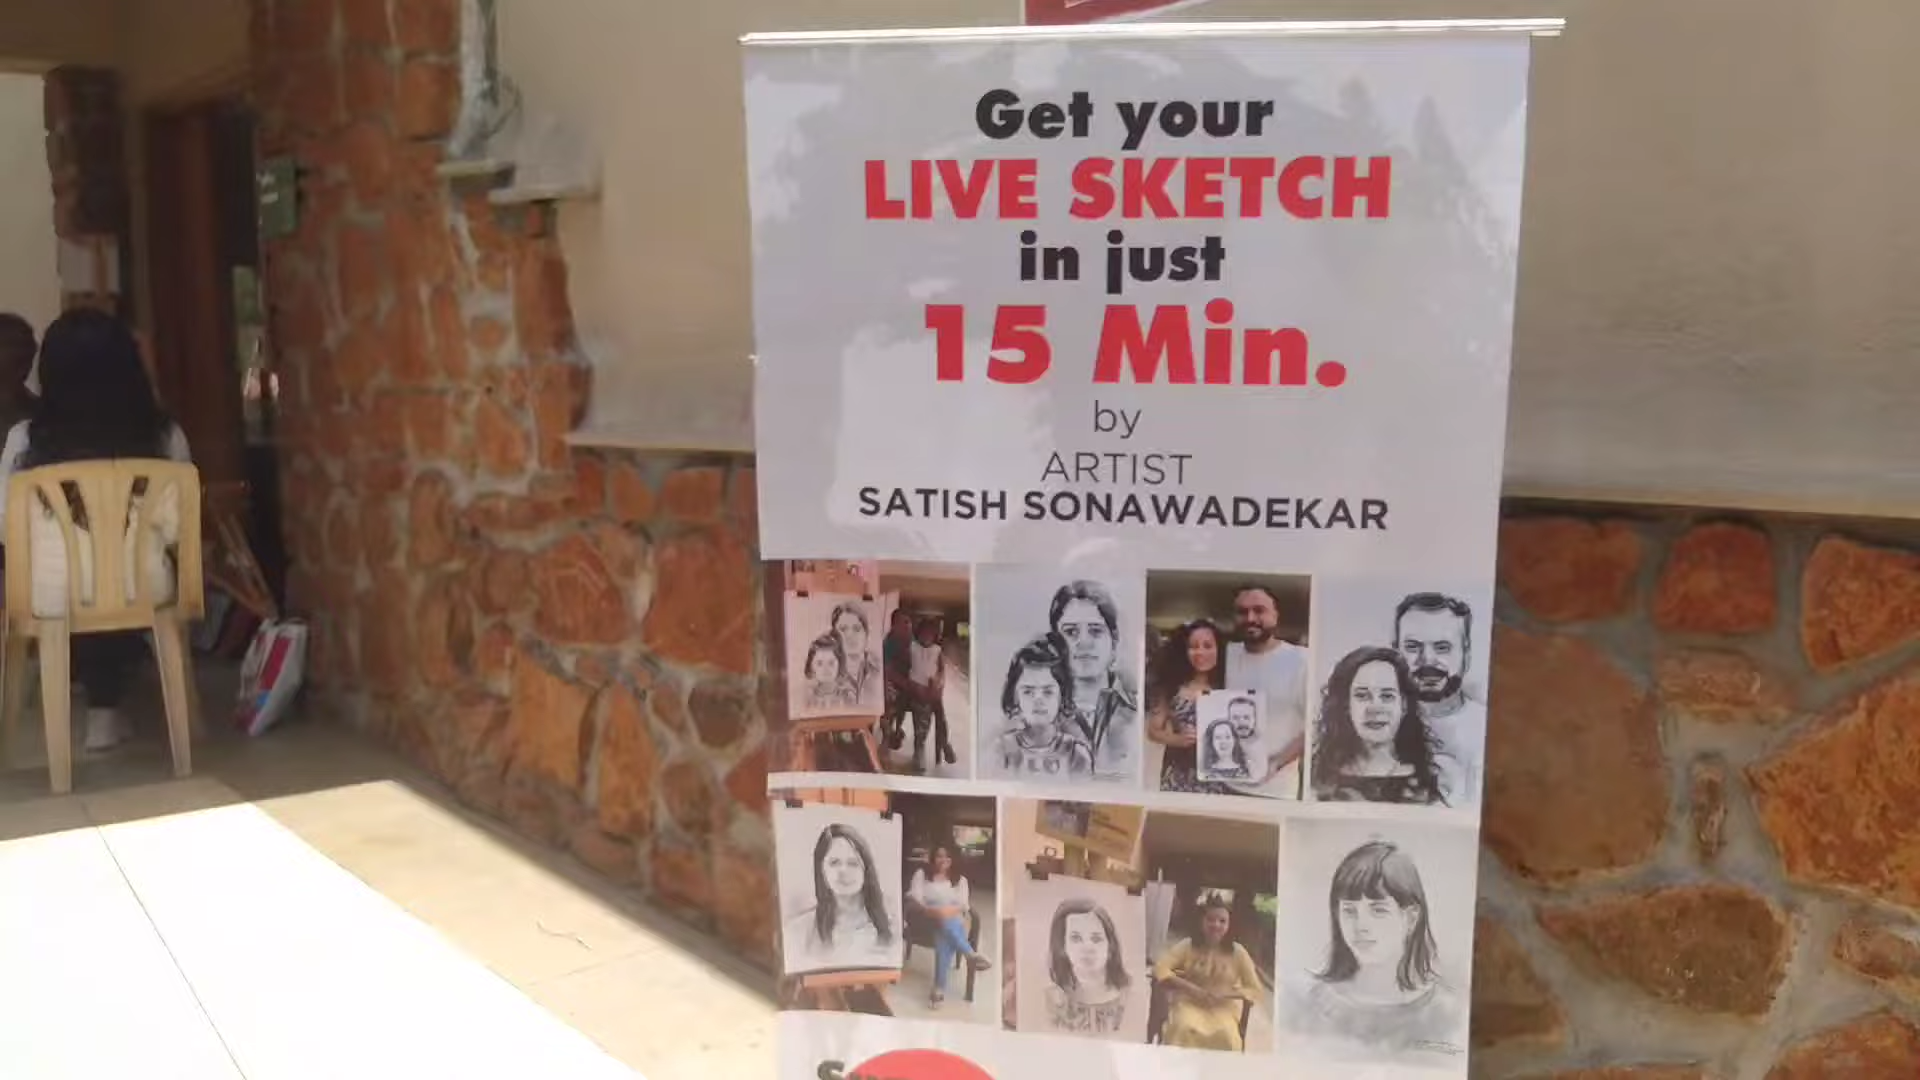 Get your
LIVE SKETCH
in just
15 Min.
by
ARTIST
SATISH SONAWADEKAR